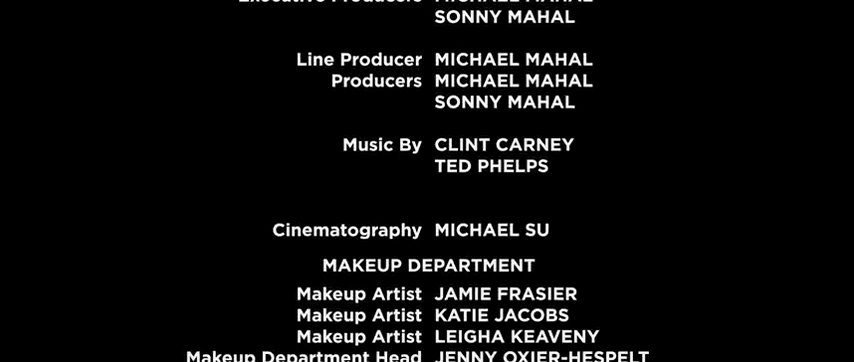 Executive Producers MICHAEL MAHAL
SONNY MAHAL
Line Producer MICHAEL MAHAL
Producers MICHAEL MAHAL
SONNY MAHAL
Music By CLINT CARNEY
TED PHELPS
Cinematography MICHAEL SU
MAKEUP DEPARTMENT
Makeup Artist JAMIE FRASIER
Makeup Artist KATIE JACOBS
Makeup Artist LEIGHA KEAVENY
Makeup Department Head JENNY OXIER-HESPELT